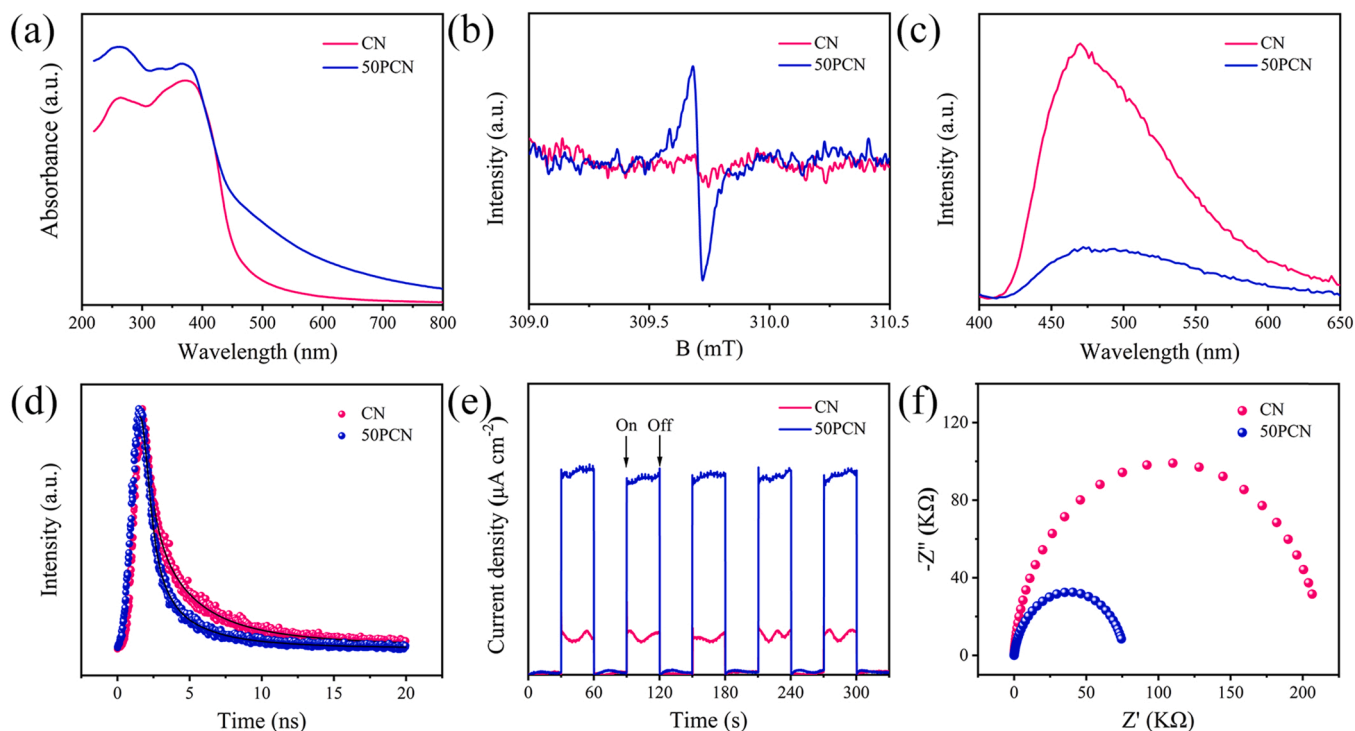 (a)
CN
50PCN
Absorbance (a.u.)
200 300 400 500 600 700 800
Wavelength (nm)
(b)
CN
50PCN
Intensity (a.u.)
309.0 309.5 310.0 310.5
B (mT)
(c)
CN
50PCN
Intensity (a.u.)
400 450 500 550 600 650
Wavelength (nm)
(d)
CN
50PCN
Intensity (a.u.)
0 5 10 15 20
Time (ns)
(e)
CN
50PCN
On Off
Current density (μA cm⁻²)
0 60 120 180 240 300
Time (s)
(f)
CN
50PCN
-Z'' (KΩ)
120
80
40
0
0 50 100 150 200
Z' (KΩ)